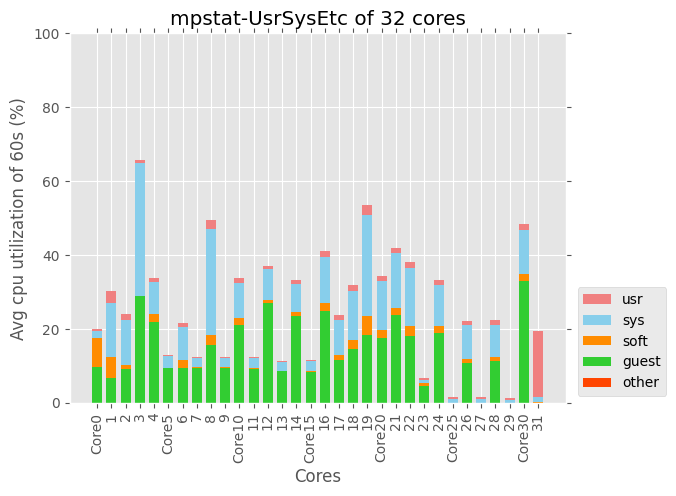 mpstat-UsrSysEtc of 32 cores
Avg cpu utilization of 60s (%)
100
80
60
40
20
0
Core0
1
2
3
4
Core5
6
7
8
9
Core10
11
12
13
14
Core15
16
17
18
19
Core20
21
22
23
24
Core25
26
27
28
29
Core30
31
Cores
usr
sys
soft
guest
other